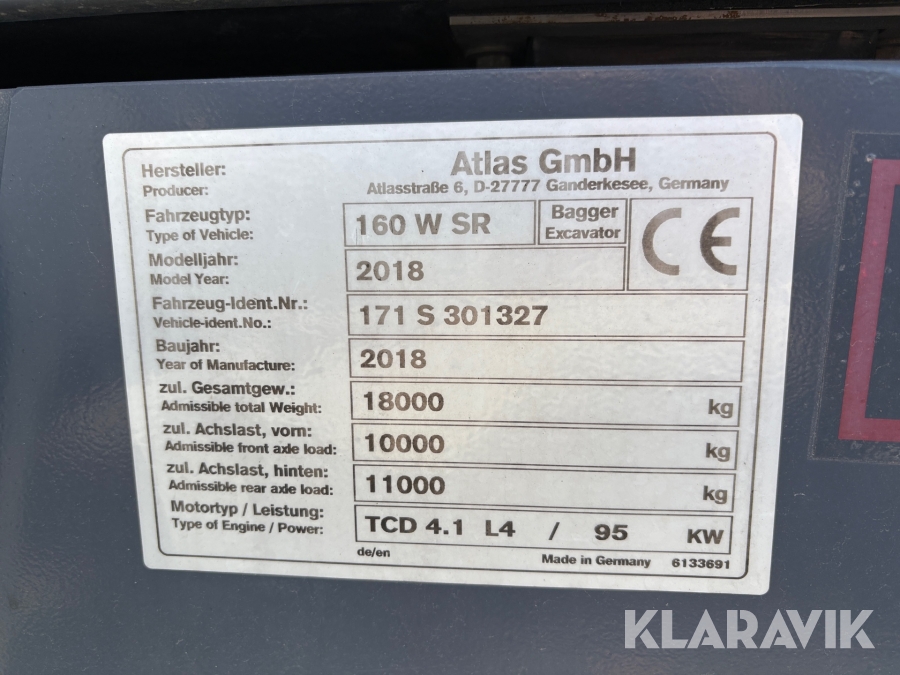 Hersteller:
Producer:
Atlas GmbH
Atlasstraße 6, D-27777 Ganderkesee, Germany
Fahrzeugtyp:
Type of Vehicle:
160 W SR
Bagger
Excavator
CE
Modelljahr:
Model Year:
2018
Fahrzeug-Ident.Nr.:
Vehicle-ident.No.:
171 S 301327
Baujahr:
Year of Manufacture:
2018
zul. Gesamtgew.:
Admissible total Weight:
18000 kg
zul. Achslast, vorn:
Admissible front axle load:
10000 kg
zul. Achslast, hinten:
Admissible rear axle load:
11000 kg
Motortyp / Leistung:
Type of Engine / Power:
TCD 4.1 L4 / 95 KW
de/en
Made in Germany 6133691
KLARAVIK